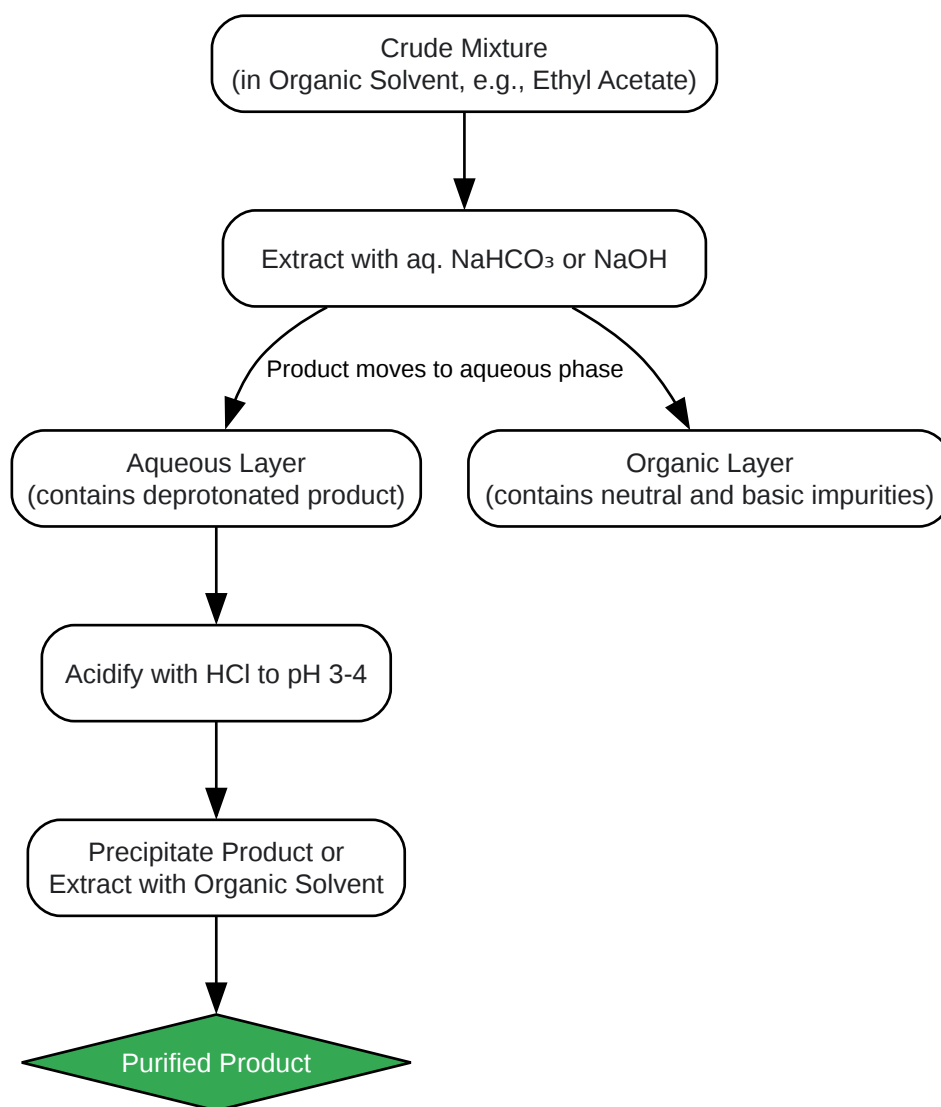 Crude Mixture
(in Organic Solvent, e.g., Ethyl Acetate)
Extract with aq. NaHCO₃ or NaOH
Product moves to aqueous phase
Aqueous Layer
(contains deprotonated product)
Organic Layer
(contains neutral and basic impurities)
Acidify with HCl to pH 3-4
Precipitate Product or
Extract with Organic Solvent
Purified Product